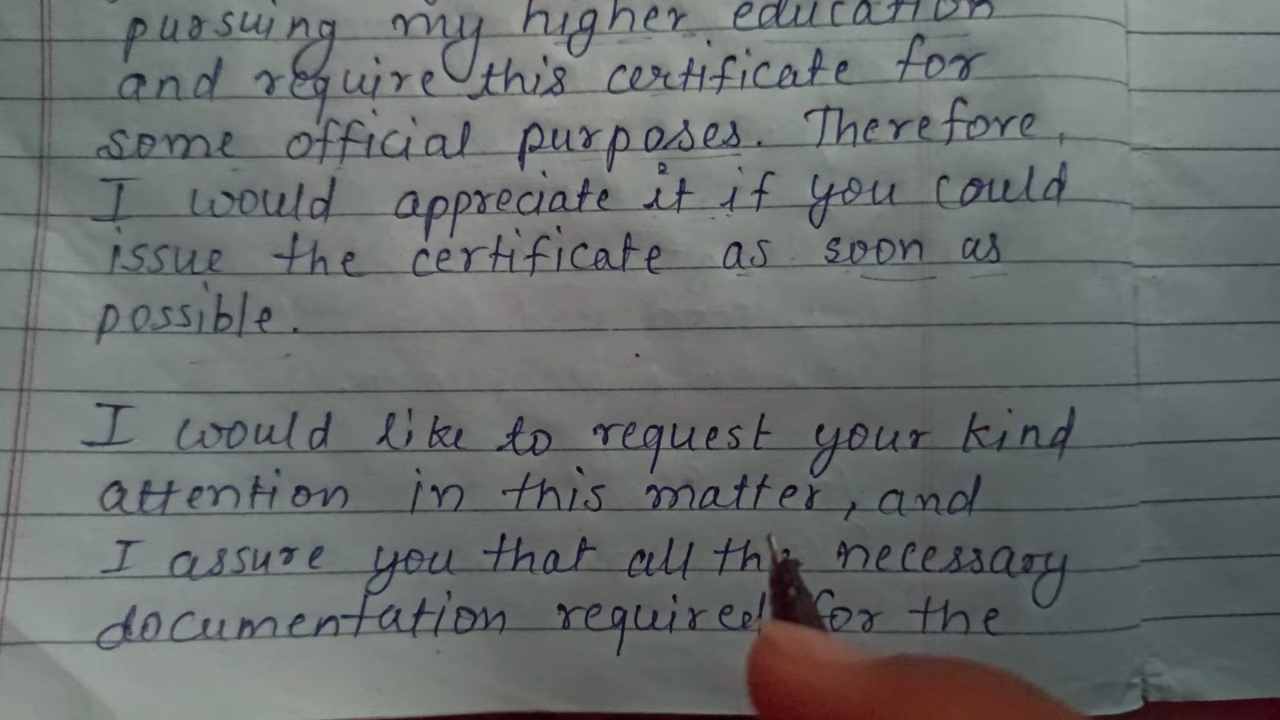 pursuing my higher education
and require this certificate for
some official purposes. Therefore,
I would appreciate it if you could
issue the certificate as soon as
possible.
I would like to request your kind
attention in this matter, and
I assure you that all the necessary
documentation required for the